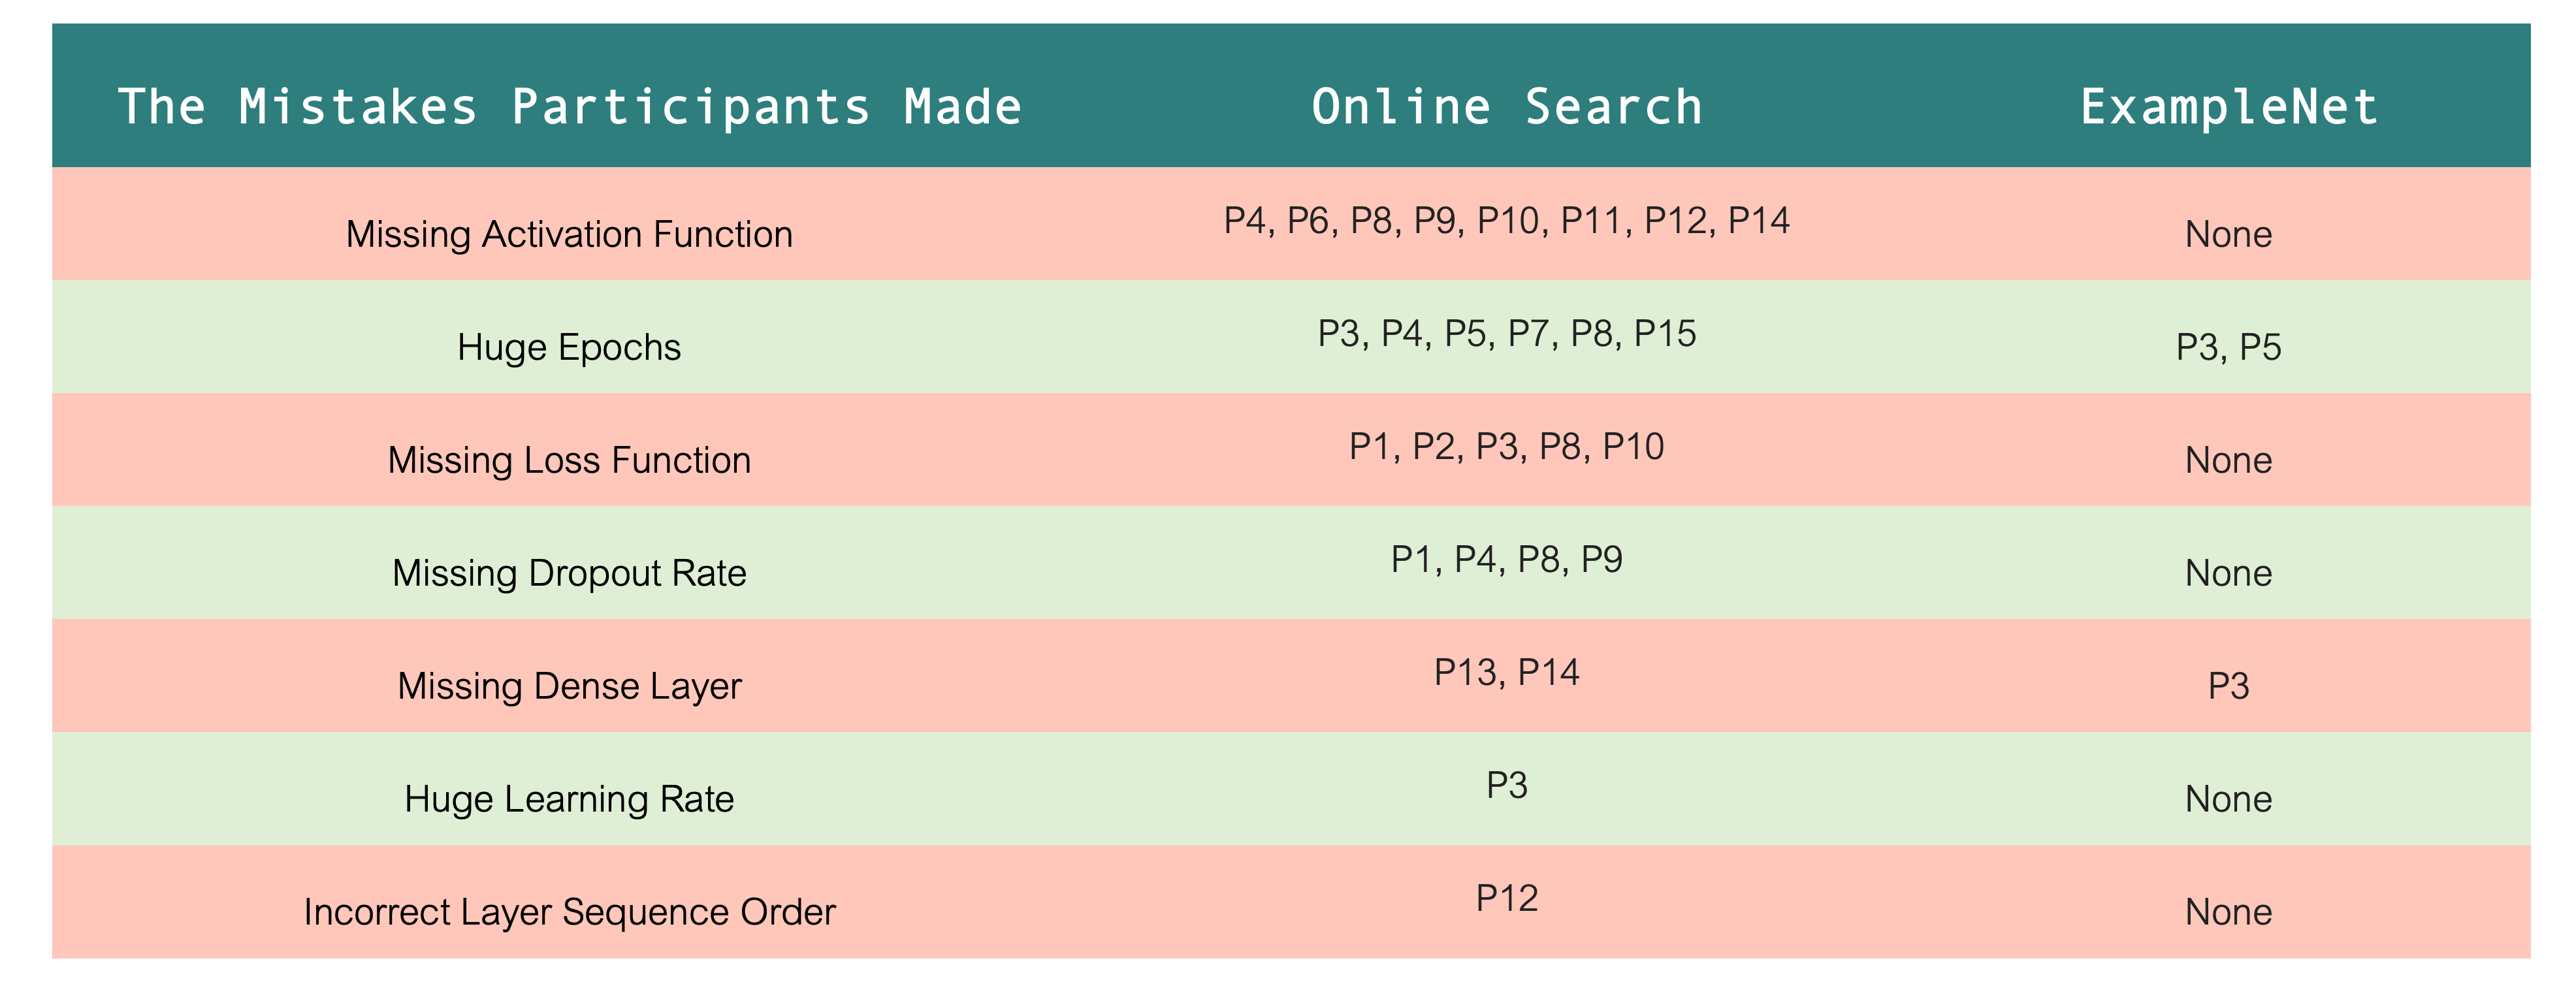 The Mistakes Participants Made Online Search ExampleNet
Missing Activation Function P4, P6, P8, P9, P10, P11, P12, P14 None
Huge Epochs P3, P4, P5, P7, P8, P15 P3, P5
Missing Loss Function P1, P2, P3, P8, P10 None
Missing Dropout Rate P1, P4, P8, P9 None
Missing Dense Layer P13, P14 P3
Huge Learning Rate P3 None
Incorrect Layer Sequence Order P12 None